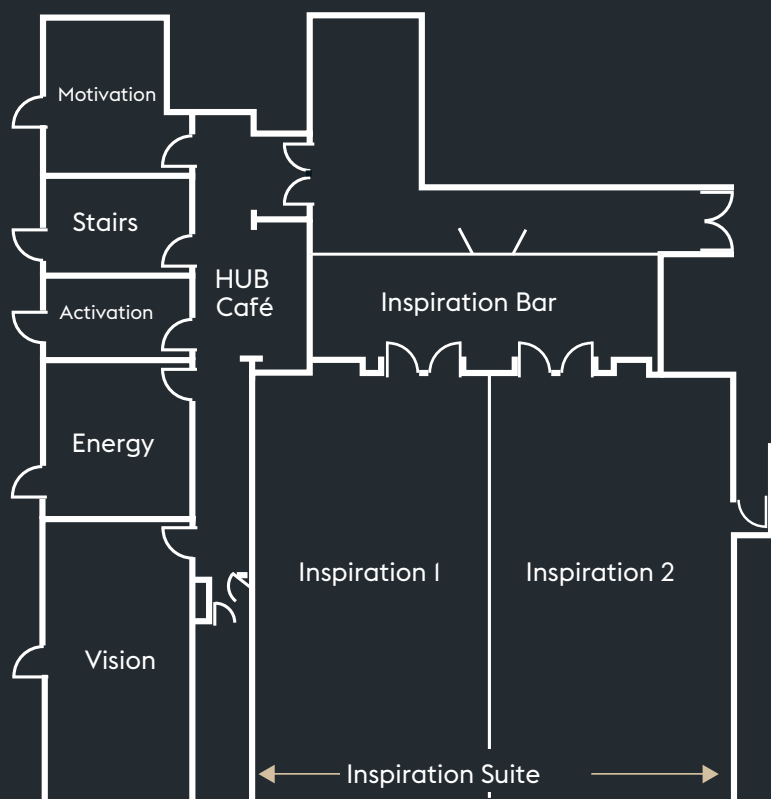 Motivation
Stairs
HUB
Café
Inspiration Bar
Activation
Energy
Inspiration 1
Inspiration 2
Vision
Inspiration Suite